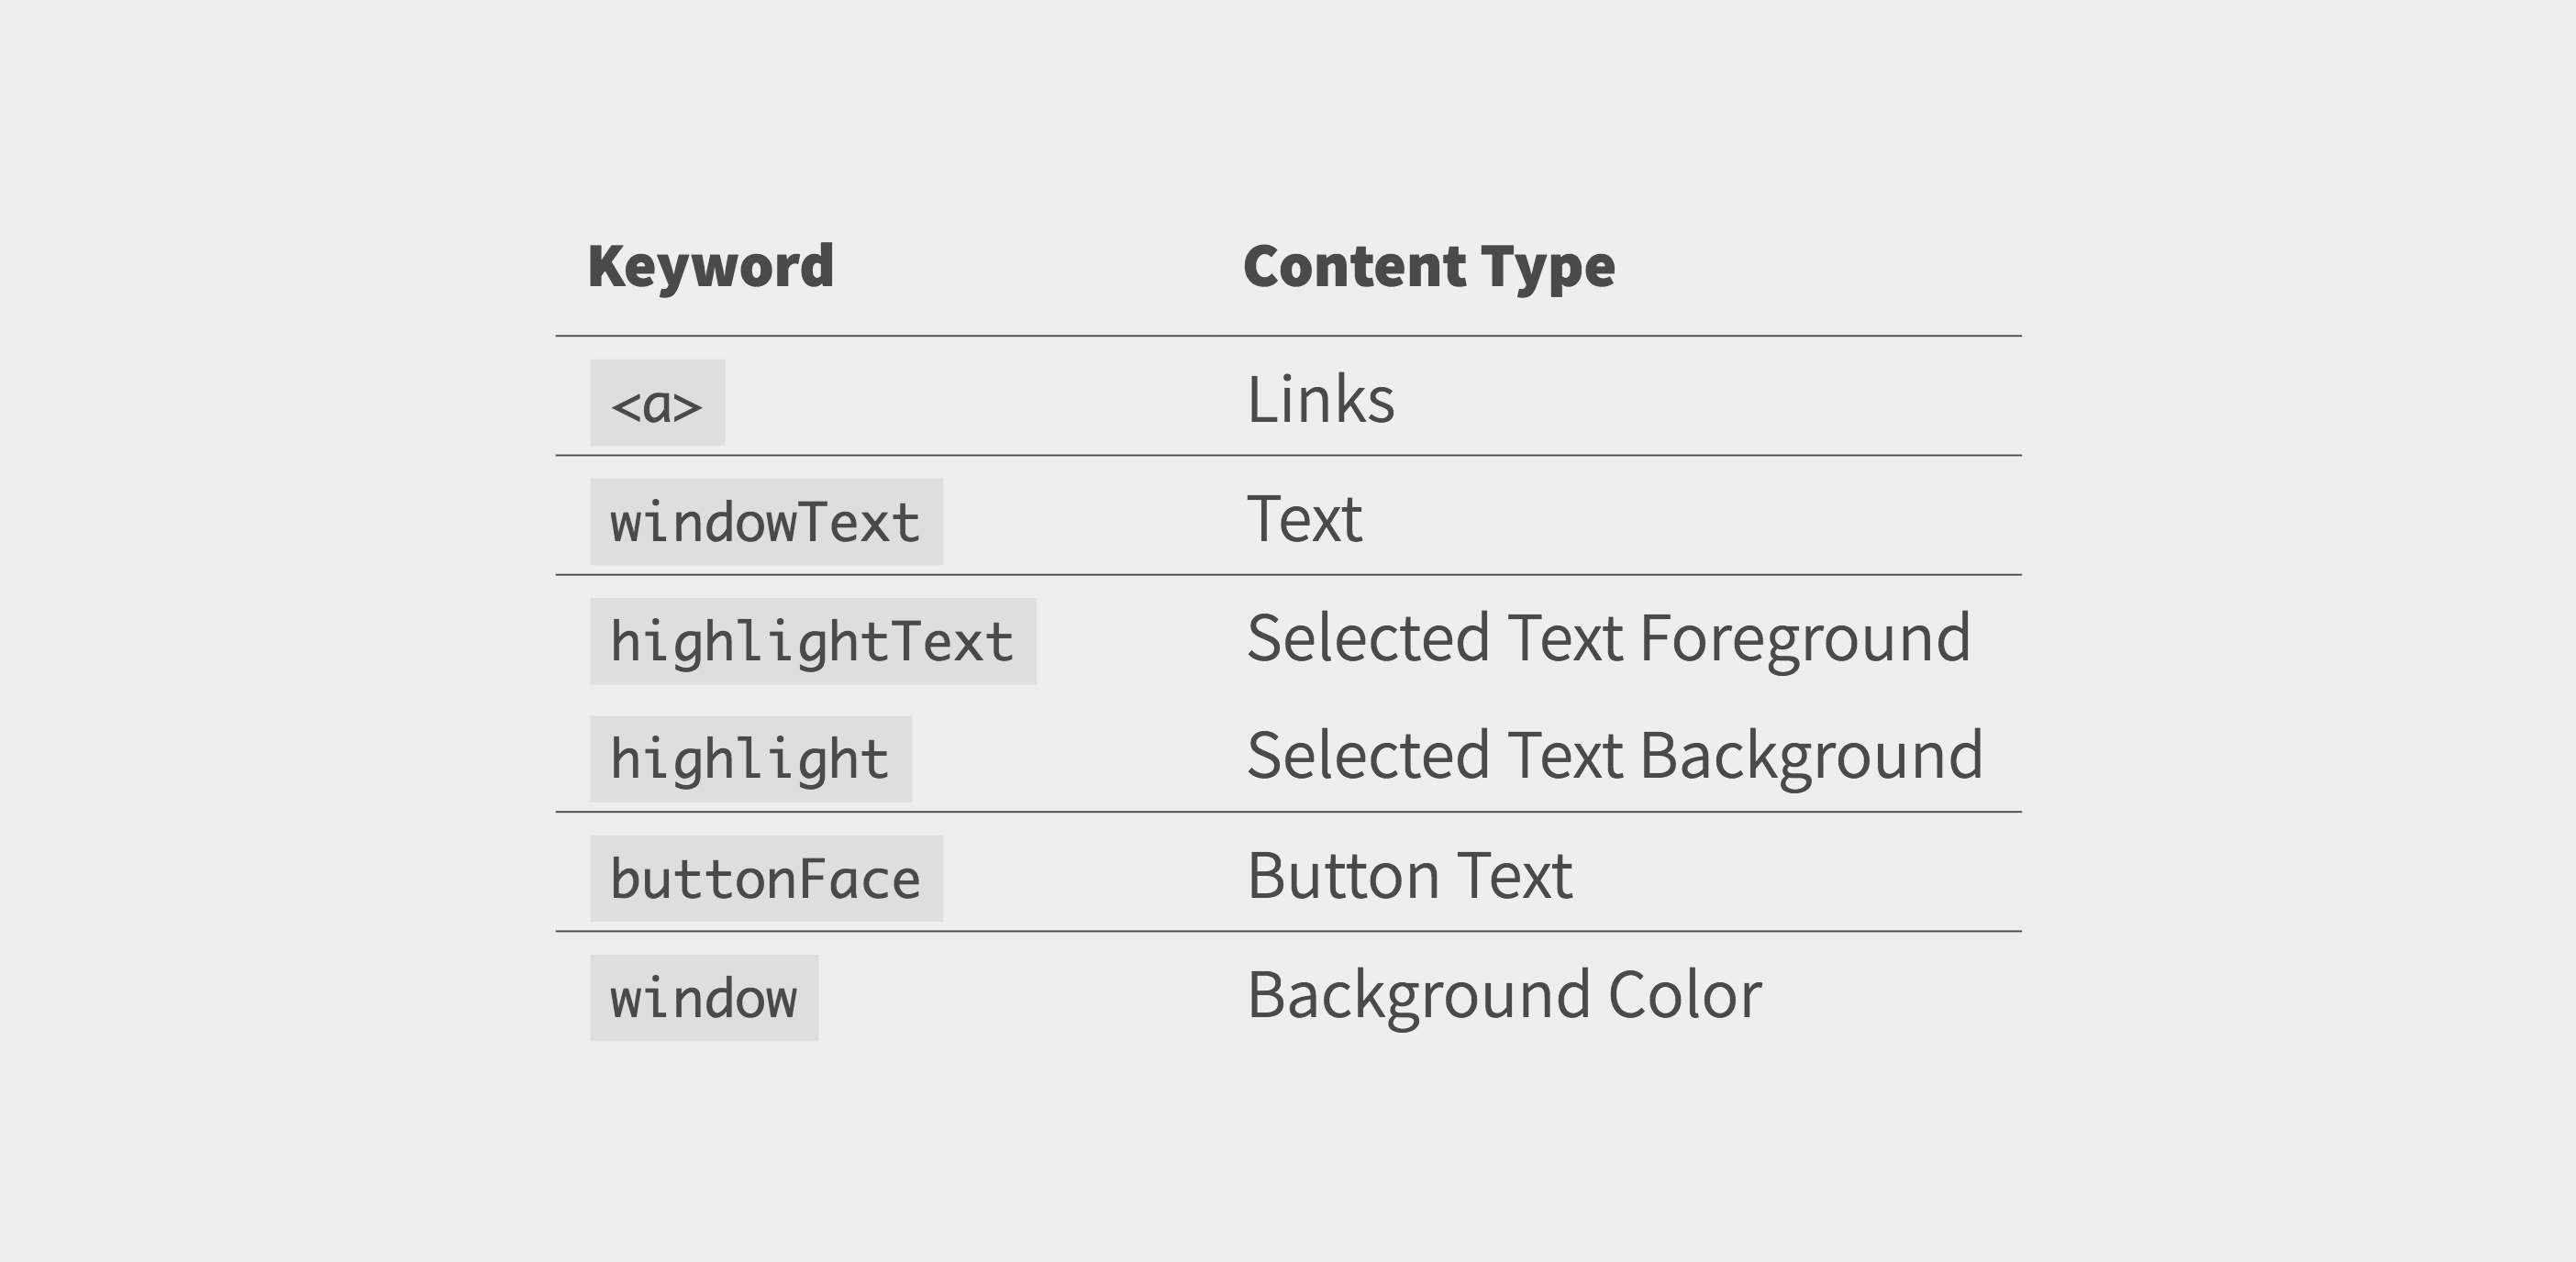 Keyword Content Type
<a> Links
windowText Text
highlightText Selected Text Foreground
highlight Selected Text Background
buttonFace Button Text
window Background Color